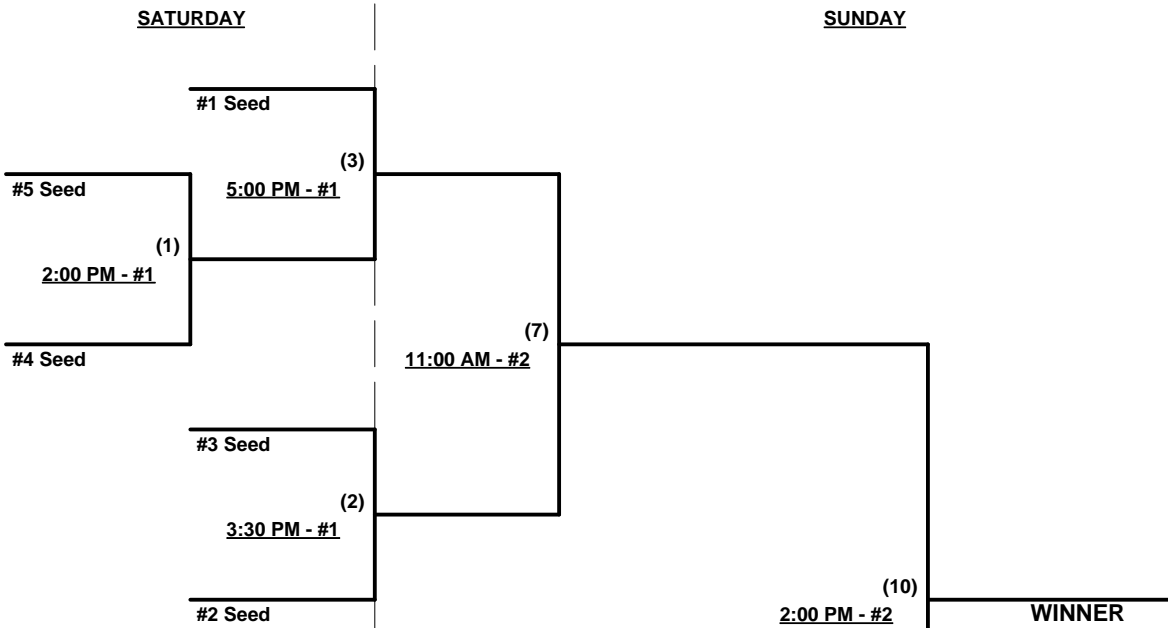 SATURDAY
SUNDAY
#1 Seed
(3)
#5 Seed
5:00 PM - #1
(1)
2:00 PM - #1
(7)
#4 Seed
11:00 AM - #2
#3 Seed
(2)
3:30 PM - #1
(10)
#2 Seed
2:00 PM - #2
WINNER